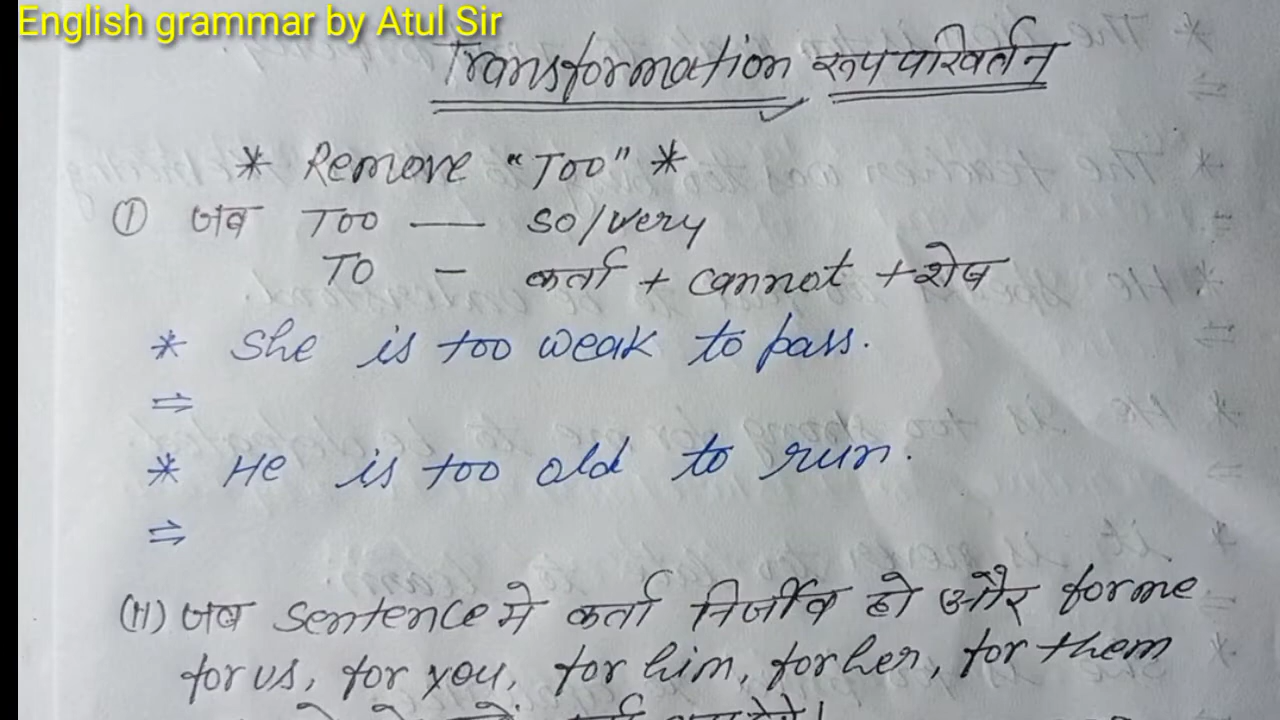 English grammar by Atul Sir
Transformation रूप परिवर्तन
* Remove "Too" *
① जब Too — so/very
To - कर्ता + cannot + शेष
* She is too weak to pass.
⇒
* He is too old to run.
⇒
(II) जब sentence मे कर्ता निर्जीव हो और for me
for us, for you, for him, for her, for them